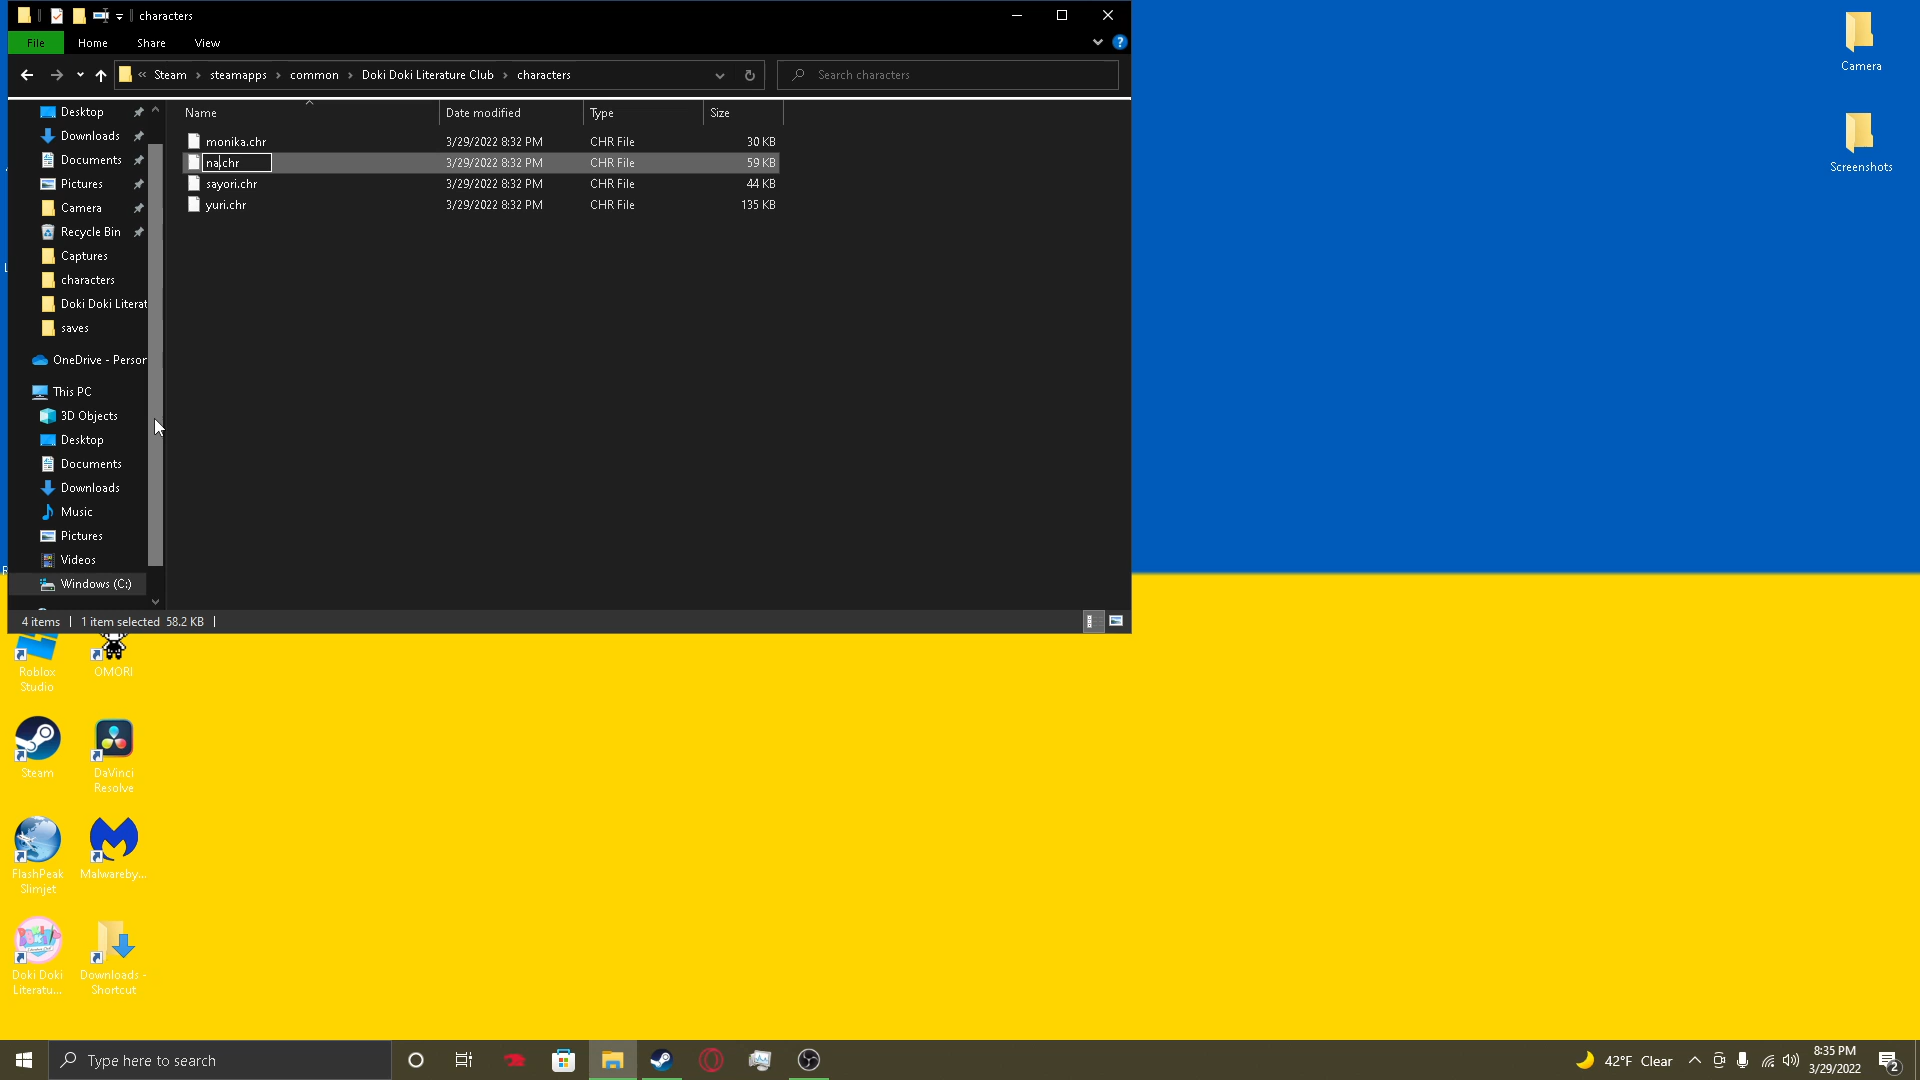 characters
File Home Share View
« Steam › steamapps › common › Doki Doki Literature Club › characters
Search characters
Name Date modified Type Size
monika.chr 3/29/2022 8:32 PM CHR File 30 KB
na.chr 3/29/2022 8:32 PM CHR File 59 KB
sayori.chr 3/29/2022 8:32 PM CHR File 44 KB
yuri.chr 3/29/2022 8:32 PM CHR File 135 KB
Desktop
Downloads
Documents
Pictures
Camera
Recycle Bin
Captures
characters
Doki Doki Literat
saves
OneDrive - Person
This PC
3D Objects
Desktop
Documents
Downloads
Music
Pictures
Videos
Windows (C:)
4 items 1 item selected 58.2 KB
Camera
Screenshots
Roblox
Studio
OMORI
Steam
DaVinci
Resolve
FlashPeak
Slimjet
Malwareby...
Doki Doki
Literatu...
Downloads -
Shortcut
Type here to search
42°F Clear
8:35 PM
3/29/2022
2